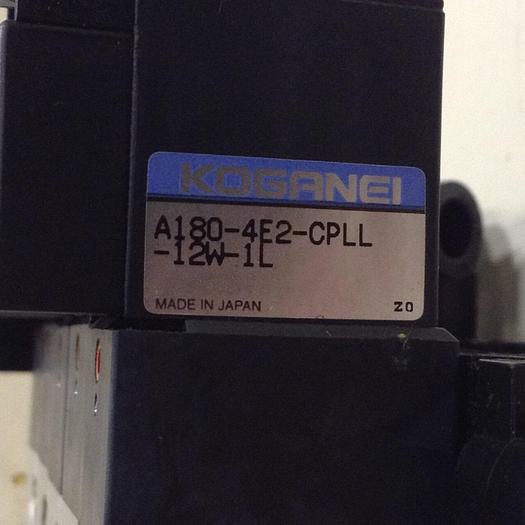 KOGANEI
A180-4E2-CPLL
-12W-1L
MADE IN JAPAN
Z0